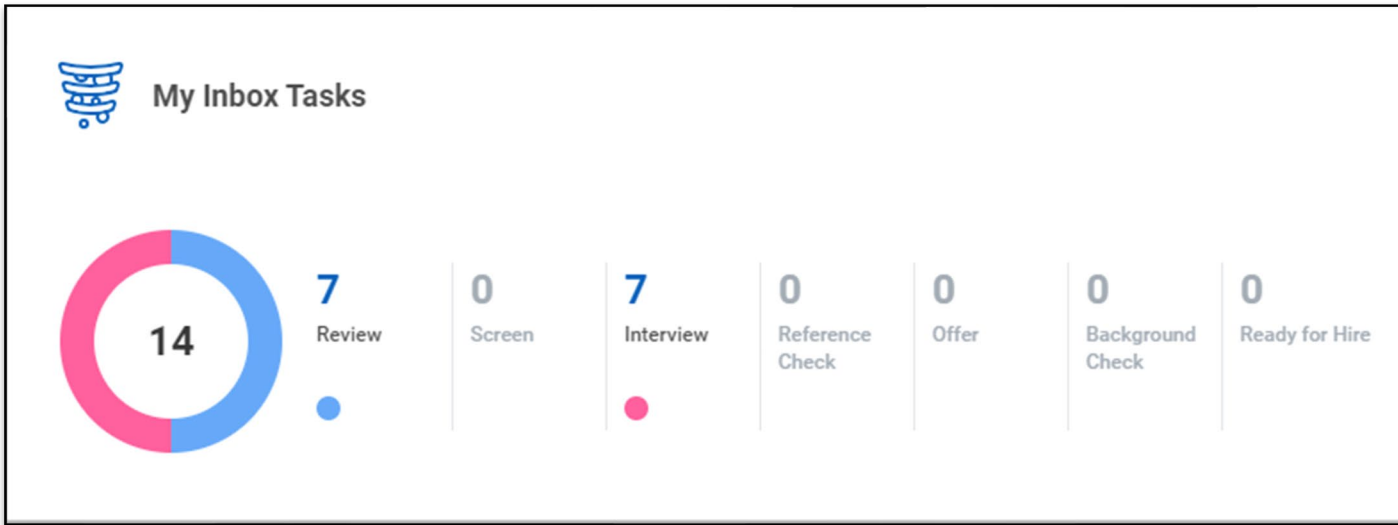 My Inbox Tasks
14
7
Review
0
Screen
7
Interview
0
Reference
Check
0
Offer
0
Background
Check
0
Ready for Hire